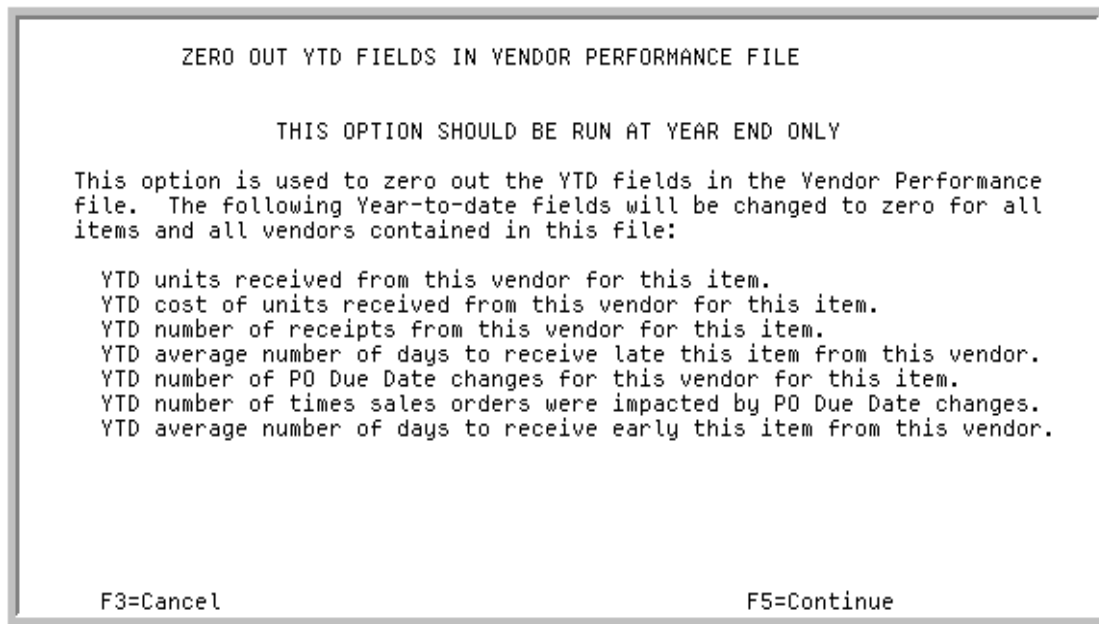 ZERO OUT YTD FIELDS IN VENDOR PERFORMANCE FILE
THIS OPTION SHOULD BE RUN AT YEAR END ONLY
This option is used to zero out the YTD fields in the Vendor Performance
file.  The following Year-to-date fields will be changed to zero for all
items and all vendors contained in this file:
YTD units received from this vendor for this item.
YTD cost of units received from this vendor for this item.
YTD number of receipts from this vendor for this item.
YTD average number of days to receive late this item from this vendor.
YTD number of PO Due Date changes for this vendor for this item.
YTD number of times sales orders were impacted by PO Due Date changes.
YTD average number of days to receive early this item from this vendor.
F3=Cancel F5=Continue